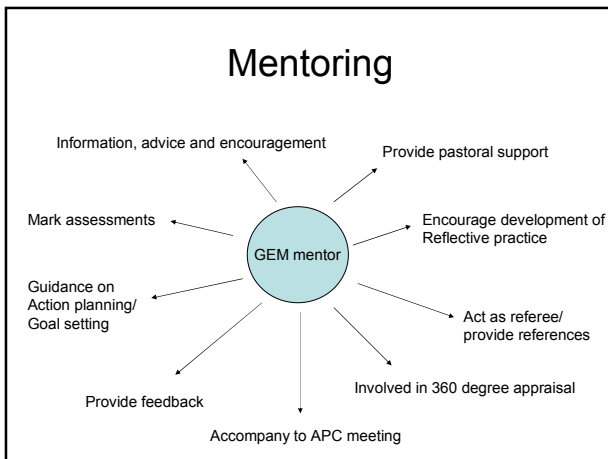 Mentoring
Information, advice and encouragement
Provide pastoral support
Mark assessments
Encourage development of
Reflective practice
GEM mentor
Guidance on
Action planning/
Goal setting
Act as referee/
provide references
Involved in 360 degree appraisal
Provide feedback
Accompany to APC meeting